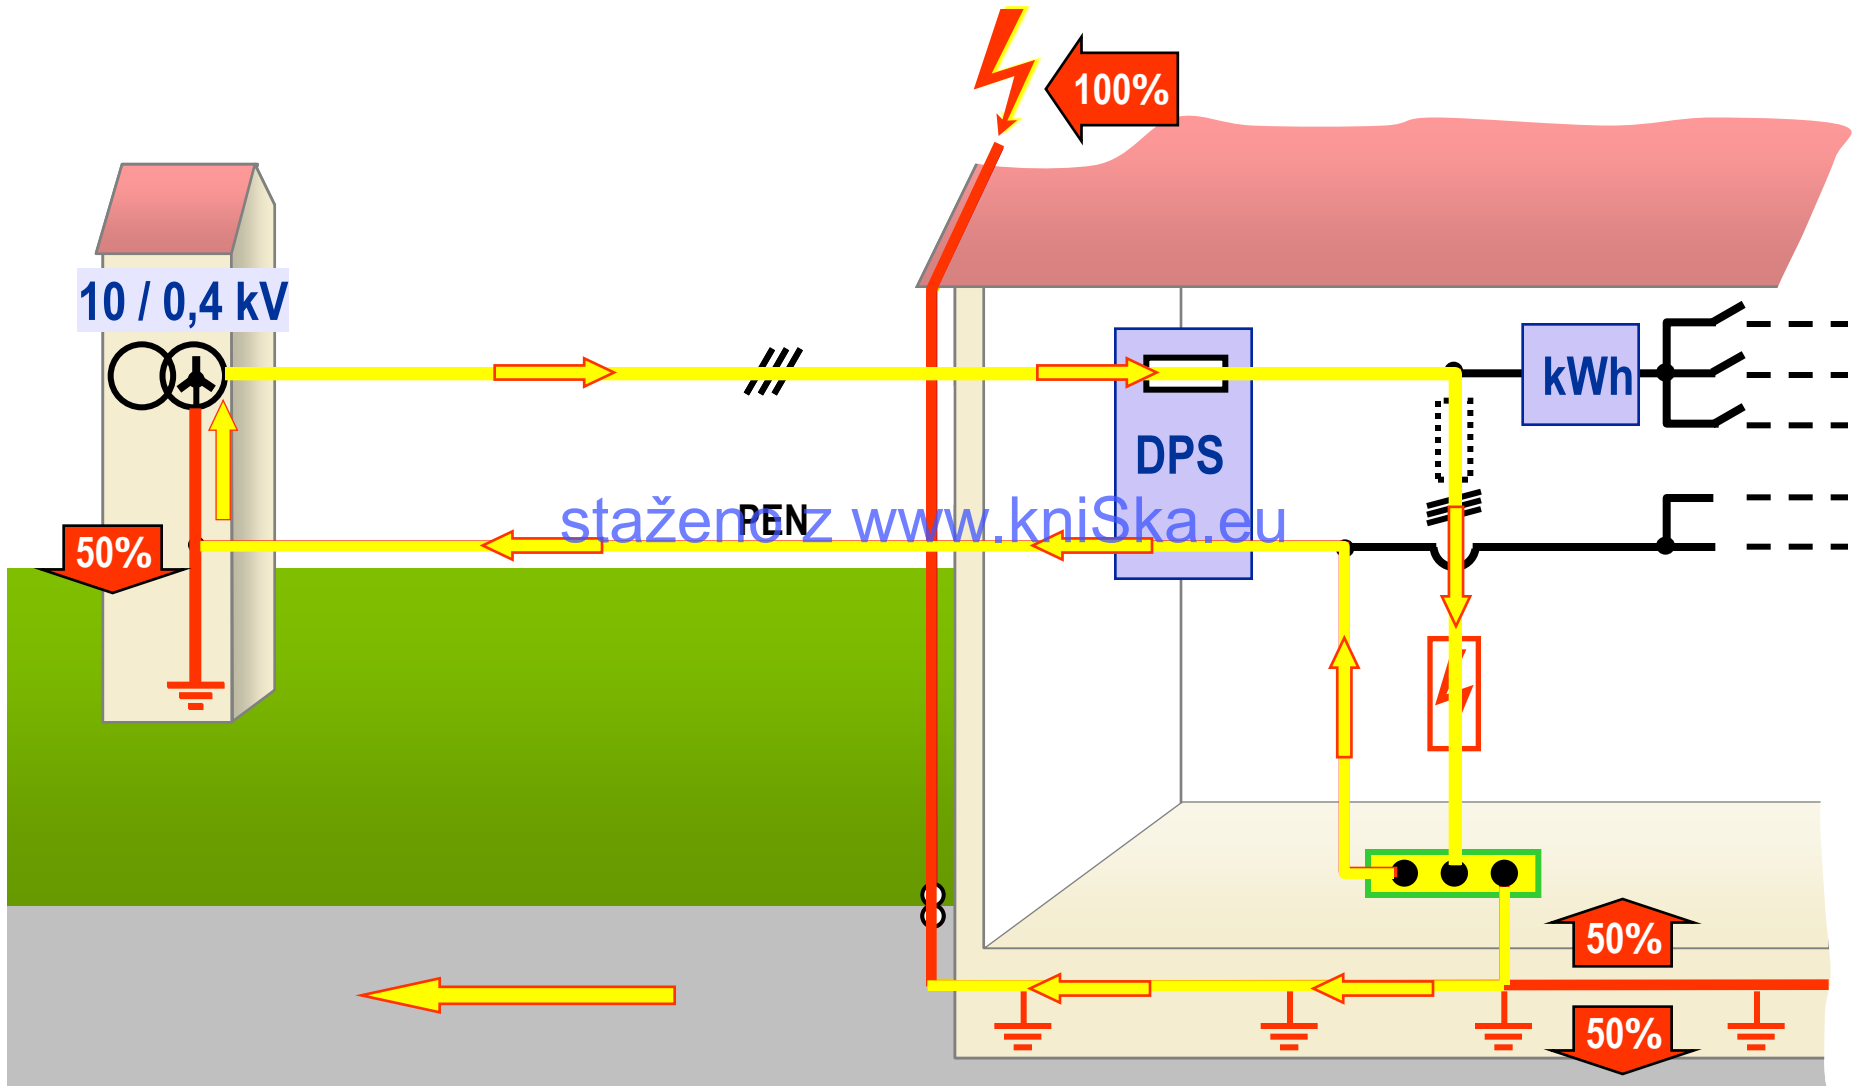 100%
10 / 0,4 kV
kWh
DPS
PEN
staženo z www.kniSka.eu
50%
50%
50%